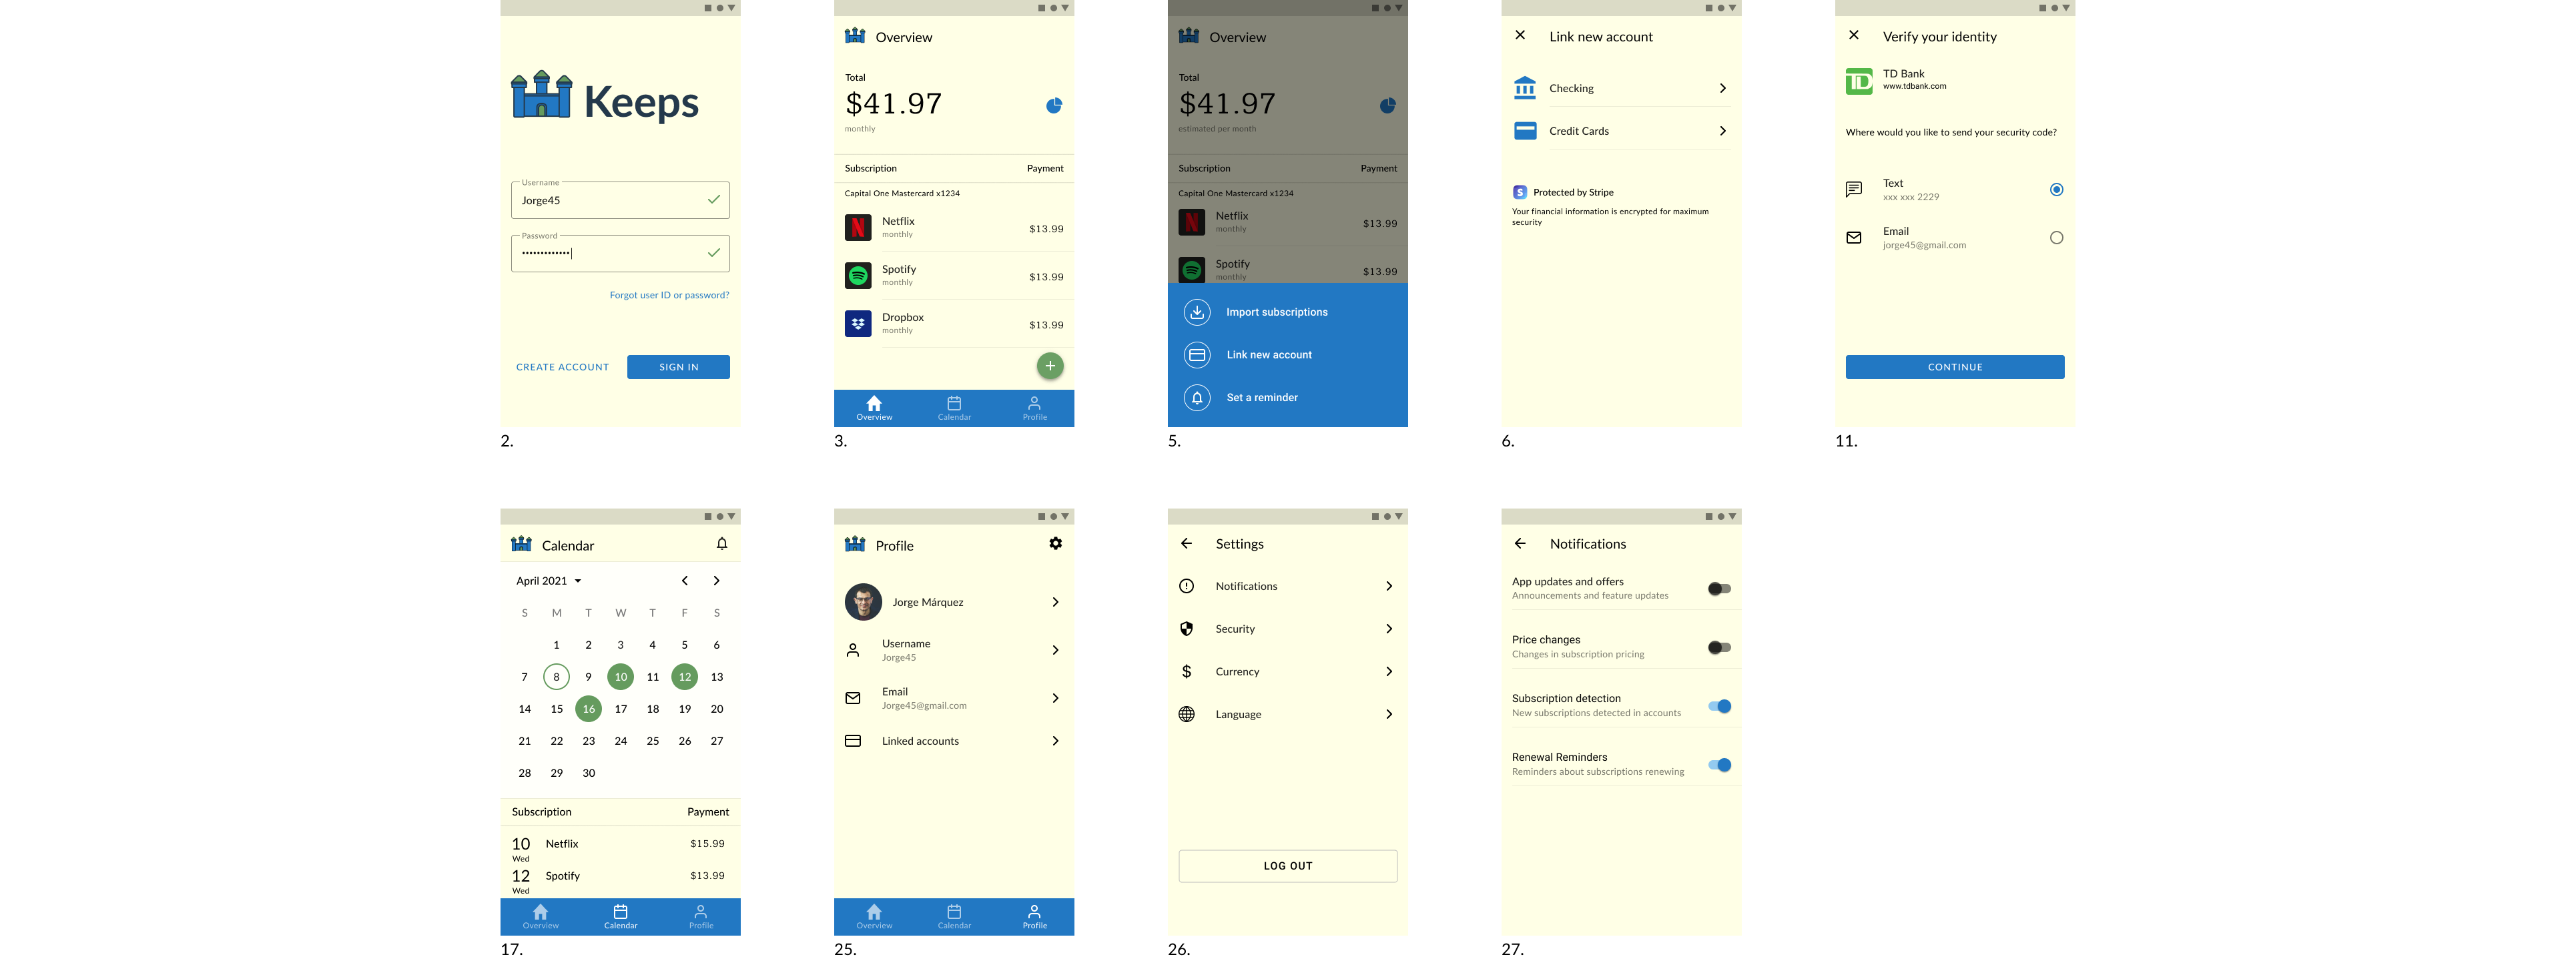 Keeps
Username
Jorge45
Password
•••••••••••••
Forgot user ID or password?
CREATE ACCOUNT
SIGN IN
2.
Overview
Total
$41.97
monthly
Subscription Payment
Capital One Mastercard x1234
Netflix
monthly
$13.99
Spotify
monthly
$13.99
Dropbox
monthly
$13.99
Overview Calendar Profile
3.
Overview
Total
$41.97
estimated per month
Subscription Payment
Capital One Mastercard x1234
Netflix
monthly
$13.99
Spotify
monthly
$13.99
Import subscriptions
Link new account
Set a reminder
5.
Link new account
Checking
Credit Cards
S Protected by Stripe
Your financial information is encrypted for maximum
security
6.
Verify your identity
TD
TD Bank
www.tdbank.com
Where would you like to send your security code?
Text
xxx xxx 2229
Email
jorge45@gmail.com
CONTINUE
11.
Calendar
April 2021
S M T W T F S
1 2 3 4 5 6
7 8 9 10 11 12 13
14 15 16 17 18 19 20
21 22 23 24 25 26 27
28 29 30
Subscription Payment
10 Netflix $15.99
Wed
12 Spotify $13.99
Wed
Overview Calendar Profile
17.
Profile
Jorge Márquez
Username
Jorge45
Email
Jorge45@gmail.com
Linked accounts
Overview Calendar Profile
25.
Settings
Notifications
Security
$ Currency
Language
LOG OUT
26.
Notifications
App updates and offers
Announcements and feature updates
Price changes
Changes in subscription pricing
Subscription detection
New subscriptions detected in accounts
Renewal Reminders
Reminders about subscriptions renewing
27.